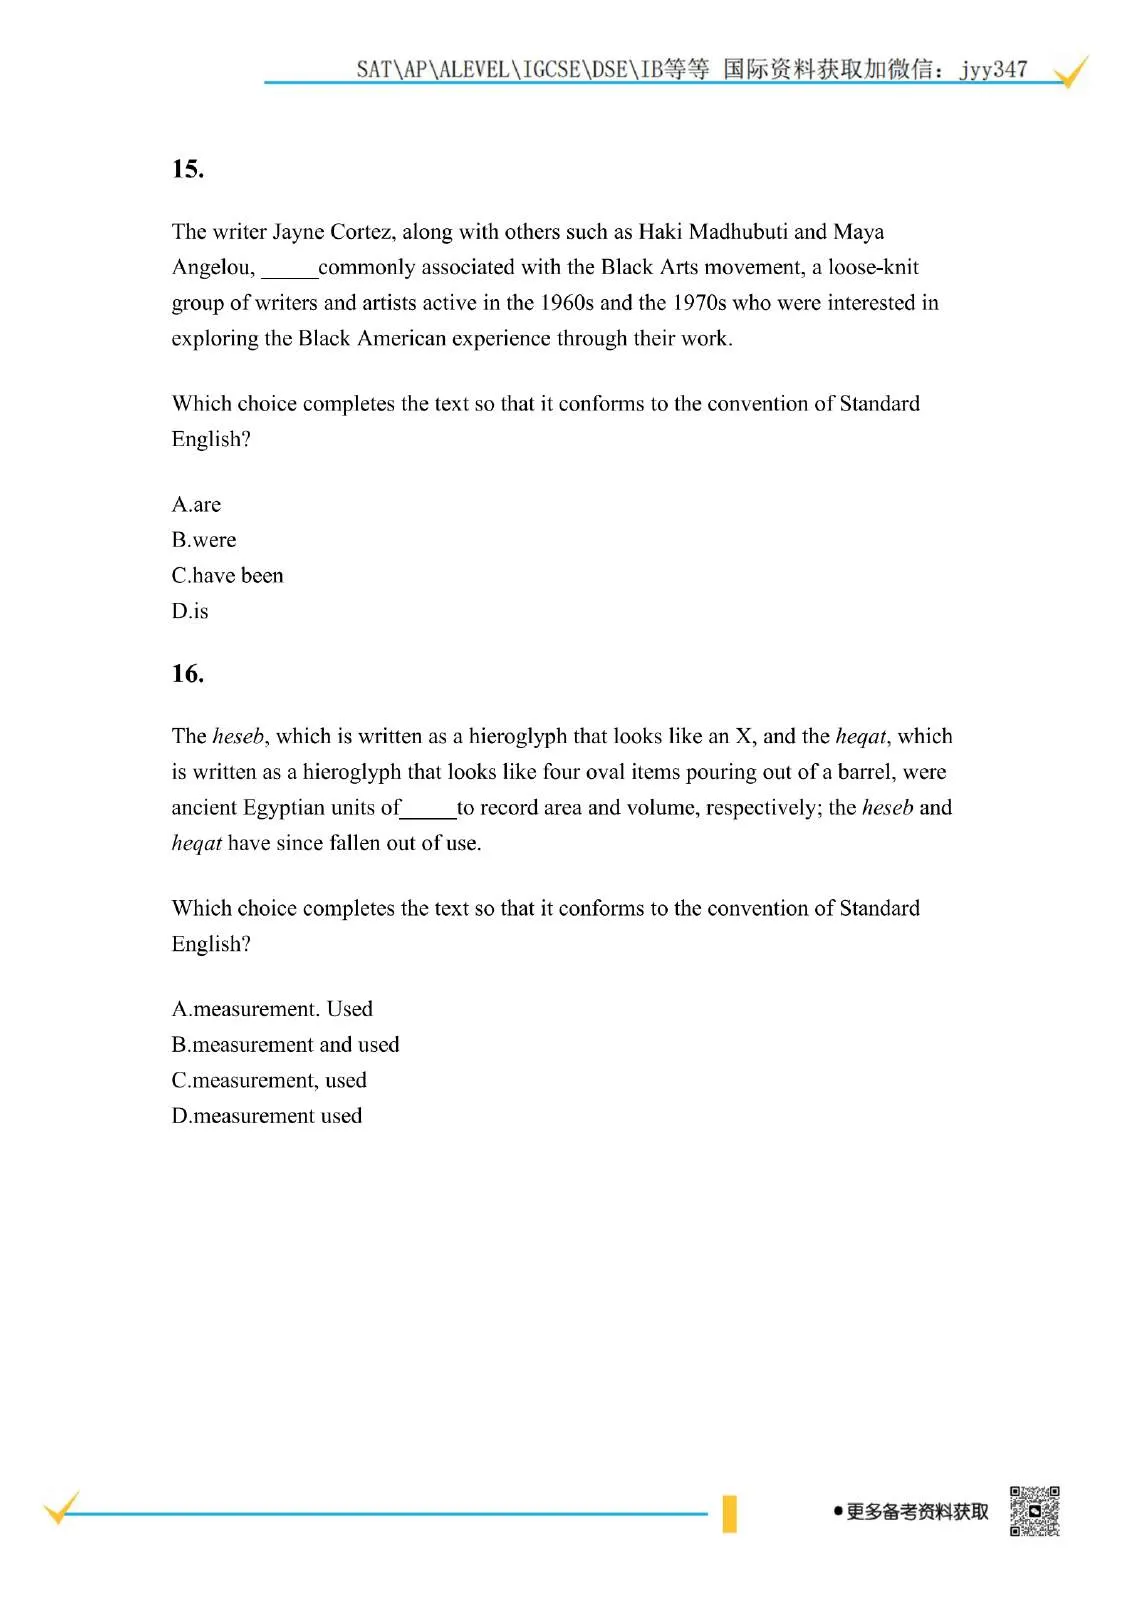 SAT\AP\ALEVEL\IGCSE\DSE\IB等等 国际资料获取加微信：jyy347
15.
The writer Jayne Cortez, along with others such as Haki Madhubuti and Maya
Angelou, _____commonly associated with the Black Arts movement, a loose-knit
group of writers and artists active in the 1960s and the 1970s who were interested in
exploring the Black American experience through their work.
Which choice completes the text so that it conforms to the convention of Standard
English?
A.are
B.were
C.have been
D.is
16.
The heseb, which is written as a hieroglyph that looks like an X, and the heqat, which
is written as a hieroglyph that looks like four oval items pouring out of a barrel, were
ancient Egyptian units of_____to record area and volume, respectively; the heseb and
heqat have since fallen out of use.
Which choice completes the text so that it conforms to the convention of Standard
English?
A.measurement. Used
B.measurement and used
C.measurement, used
D.measurement used
•更多备考资料获取